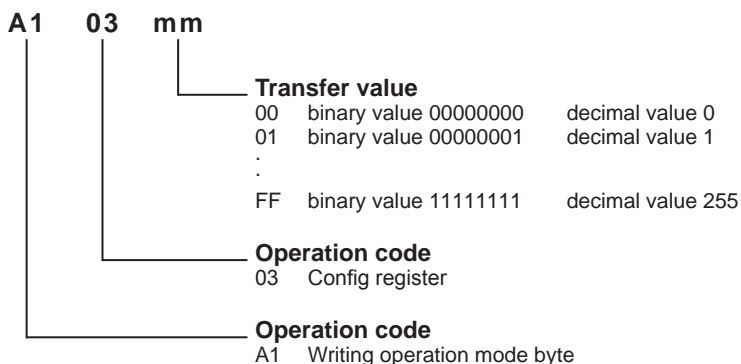 A1 03 mm
Transfer value
00 binary value 00000000 decimal value 0
01 binary value 00000001 decimal value 1
.
.
FF binary value 11111111 decimal value 255
Operation code
03 Config register
Operation code
A1 Writing operation mode byte